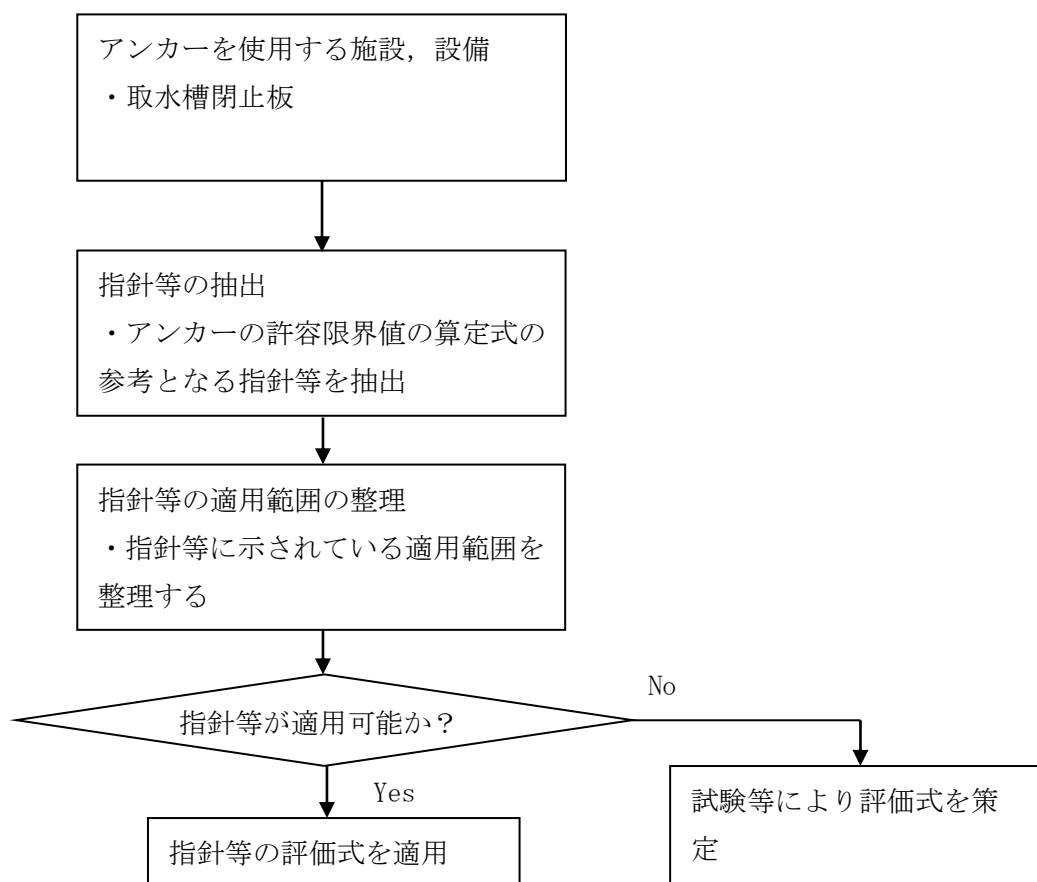 アンカーを使用する施設，設備
・取水槽閉止板
指針等の抽出
・アンカーの許容限界値の算定式の
参考となる指針等を抽出
指針等の適用範囲の整理
・指針等に示されている適用範囲を
整理する
指針等が適用可能か？
No
Yes
指針等の評価式を適用
試験等により評価式を策
定